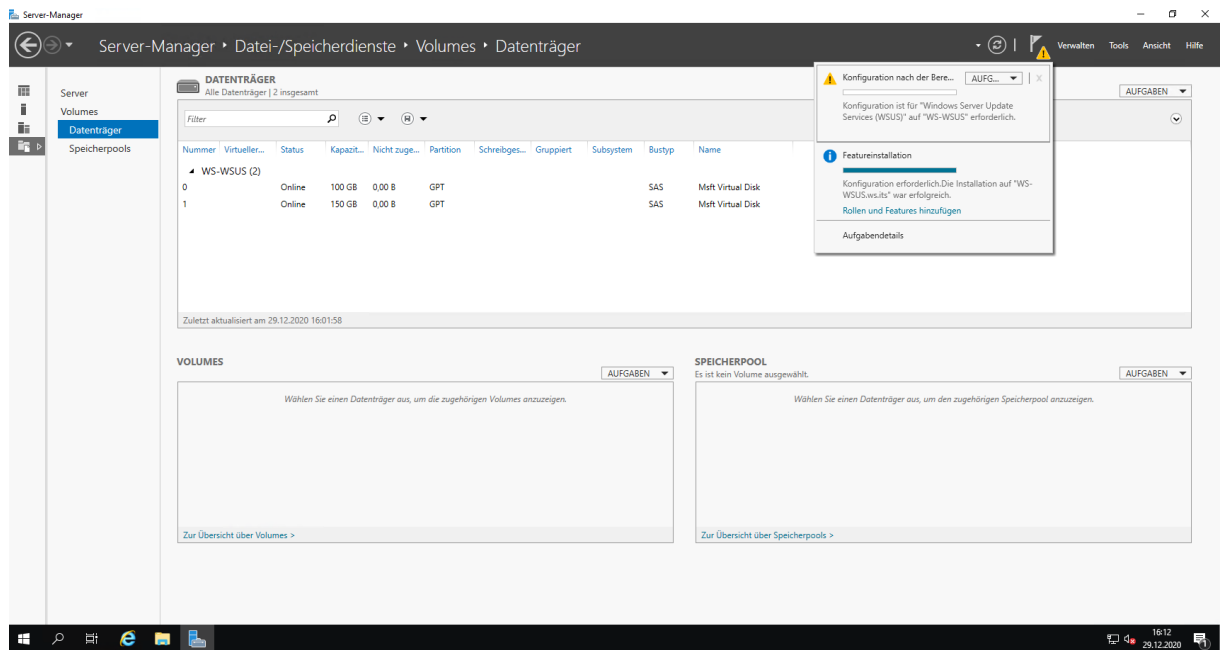 Server-Manager
Server-Manager • Datei-/Speicherdienste • Volumes • Datenträger
Verwalten Tools Ansicht Hilfe
Server
Volumes
Datenträger
Speicherpools
DATENTRÄGER
Alle Datenträger | 2 insgesamt
AUFGABEN
Filter
Nummer Virtueller... Status Kapazit... Nicht zuge... Partition Schreibges... Gruppiert Subsystem Bustyp Name
WS-WSUS (2)
0 Online 100 GB 0,00 B GPT SAS Msft Virtual Disk
1 Online 150 GB 0,00 B GPT SAS Msft Virtual Disk
Zuletzt aktualisiert am 29.12.2020 16:01:58
Konfiguration nach der Bere... AUFG... X
Konfiguration ist für "Windows Server Update
Services (WSUS)" auf "WS-WSUS" erforderlich.
Featureinstallation
Konfiguration erforderlich.Die Installation auf "WS-
WSUS.ws.its" war erfolgreich.
Rollen und Features hinzufügen
Aufgabendetails
VOLUMES
AUFGABEN
Wählen Sie einen Datenträger aus, um die zugehörigen Volumes anzuzeigen.
Zur Übersicht über Volumes >
SPEICHERPOOL
Es ist kein Volume ausgewählt.
AUFGABEN
Wählen Sie einen Datenträger aus, um den zugehörigen Speicherpool anzuzeigen.
Zur Übersicht über Speicherpools >
16:12
29.12.2020